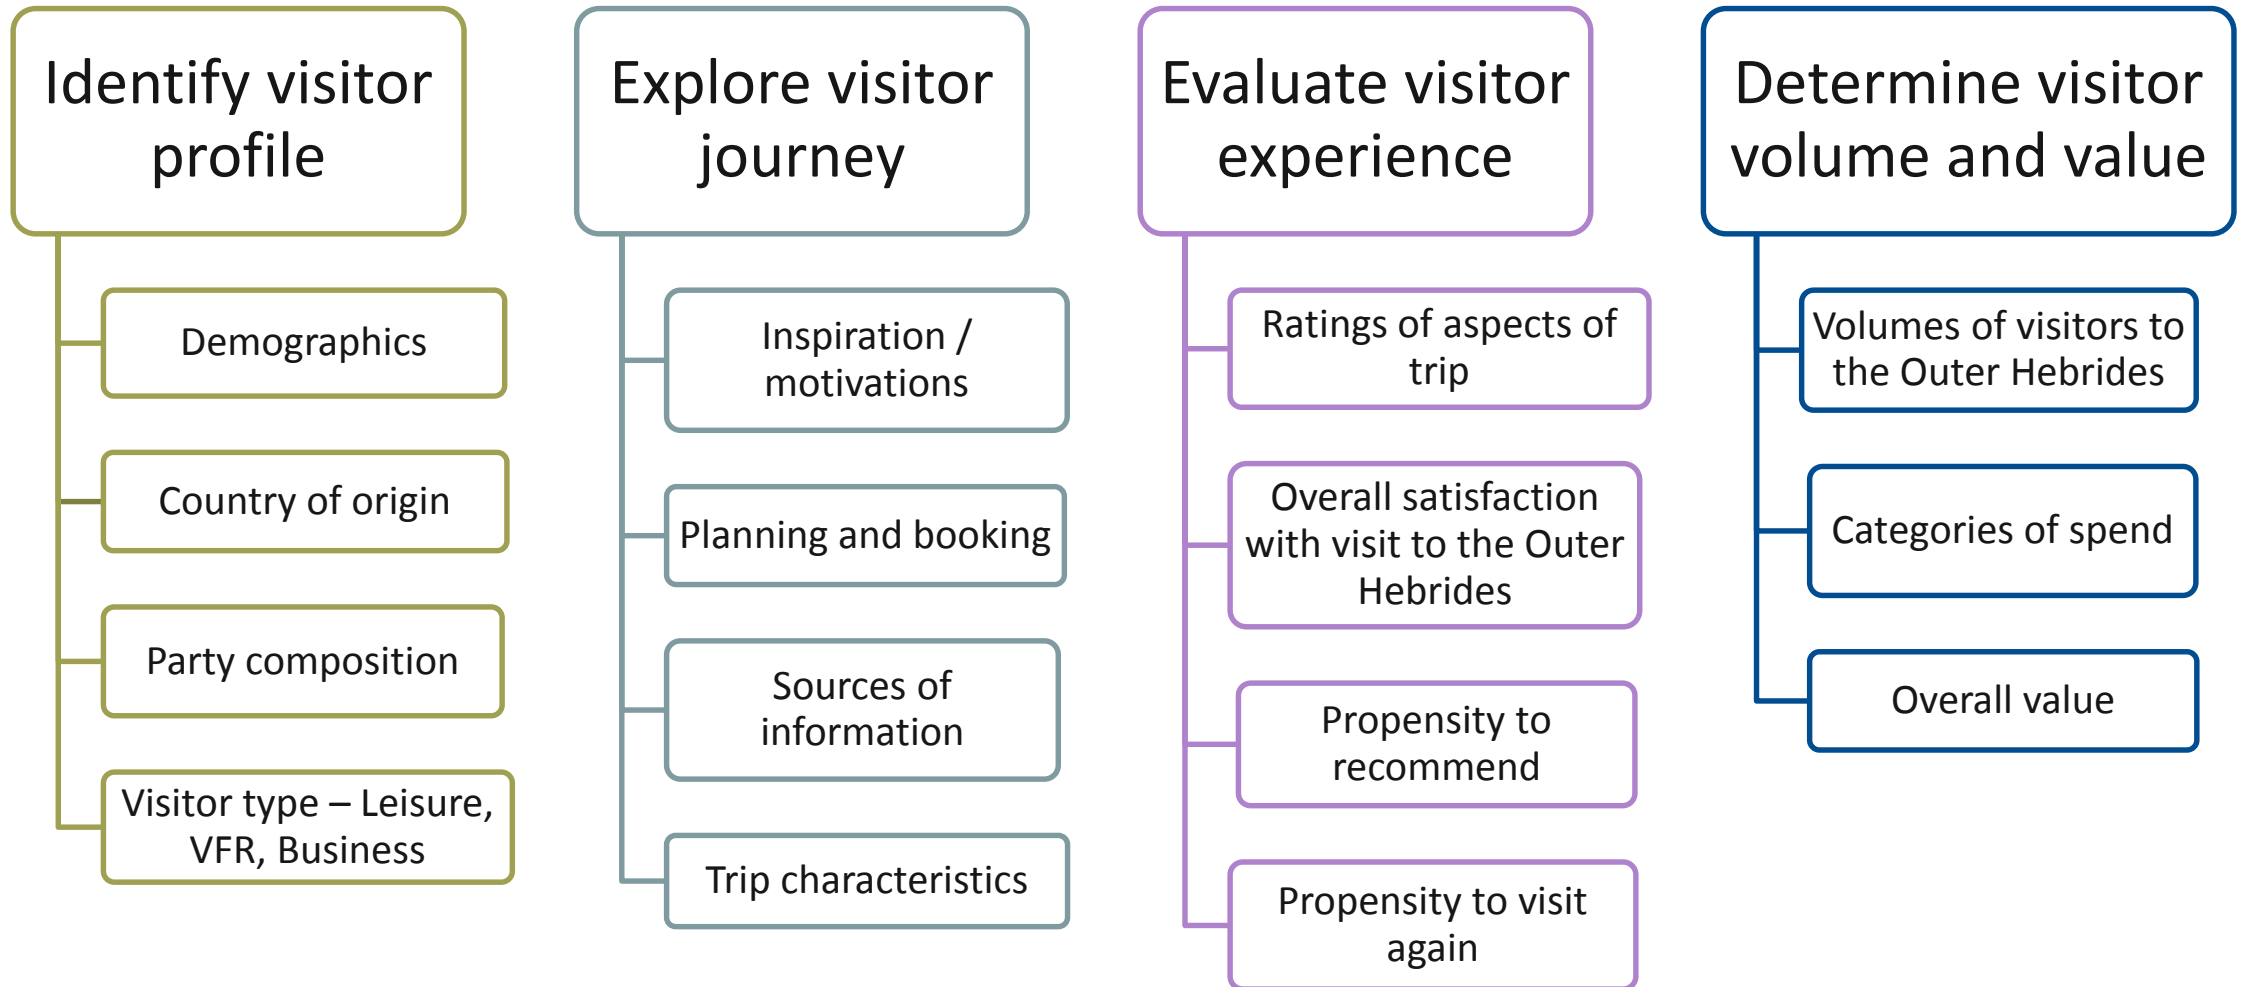 Identify visitor
profile
Demographics
Country of origin
Party composition
Visitor type – Leisure,
VFR, Business
Explore visitor
journey
Inspiration /
motivations
Planning and booking
Sources of
information
Trip characteristics
Evaluate visitor
experience
Ratings of aspects of
trip
Overall satisfaction
with visit to the Outer
Hebrides
Propensity to
recommend
Propensity to visit
again
Determine visitor
volume and value
Volumes of visitors to
the Outer Hebrides
Categories of spend
Overall value